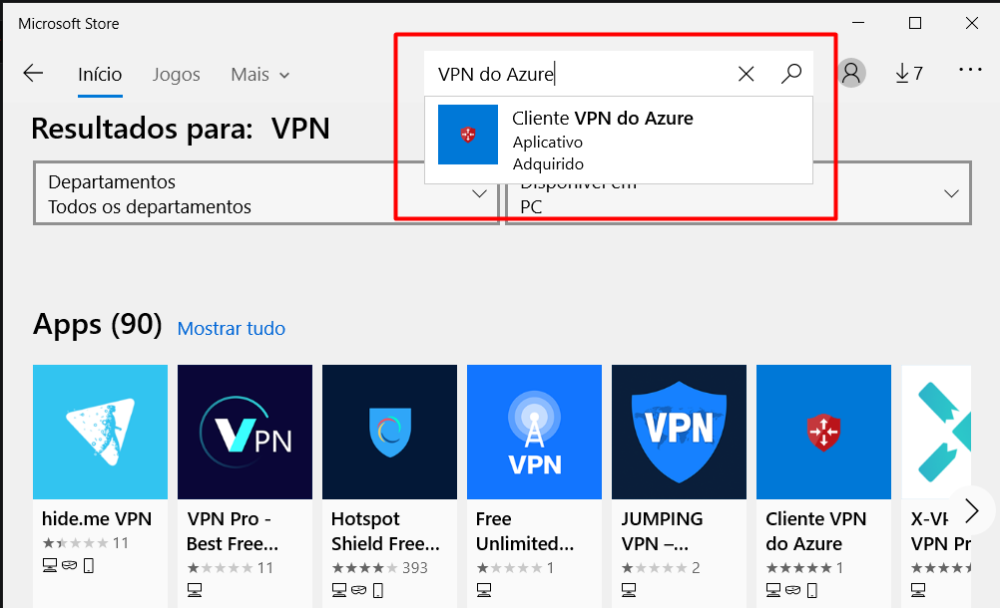 Microsoft Store
Início Jogos Mais
VPN do Azure
7
Cliente VPN do Azure
Aplicativo
Adquirido
Resultados para: VPN
Departamentos
Todos os departamentos
Disponível em
PC
Apps (90) Mostrar tudo
VPN
VPN
VPN
hide.me VPN
11
VPN Pro -
Best Free...
11
Hotspot
Shield Free...
393
Free
Unlimited...
1
JUMPING
VPN –...
2
Cliente VPN
do Azure
1
VPN Pr